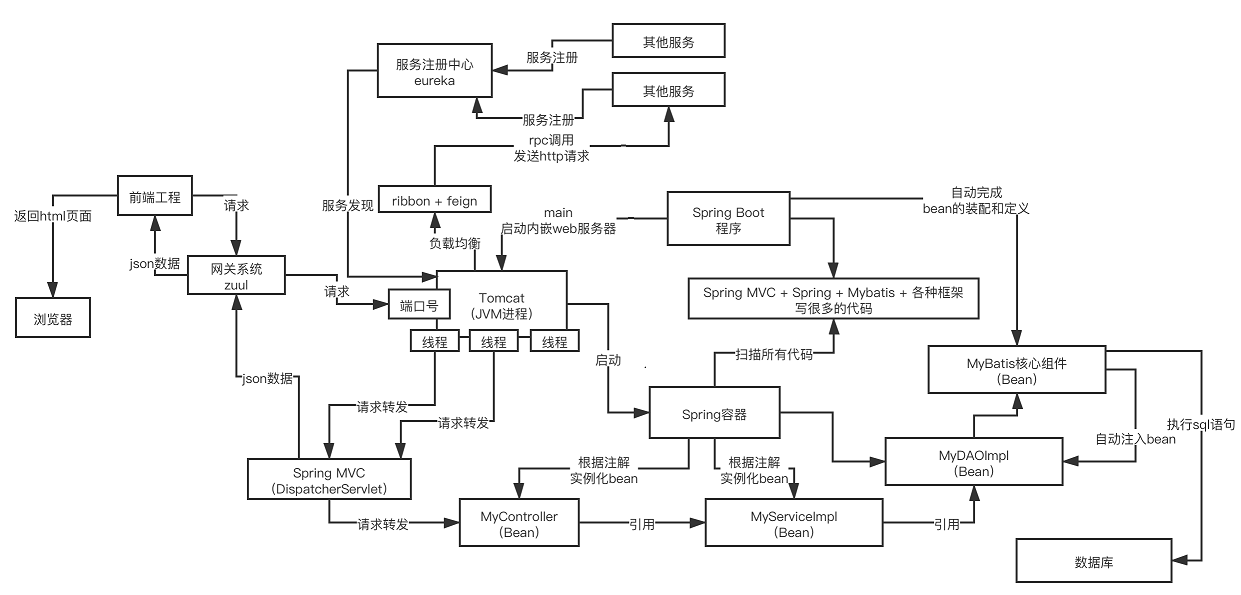 其他服务
服务注册
服务注册中心
eureka
其他服务
服务注册
rpc调用
发送http请求
前端工程
返回html页面
请求
服务发现
ribbon + feign
main
启动内嵌web服务器
Spring Boot
程序
自动完成
bean的装配和定义
负载均衡
json数据
网关系统
zuul
请求
浏览器
端口号
Tomcat
（JVM进程）
线程
线程
线程
Spring MVC + Spring + Mybatis + 各种框架
写很多的代码
启动
扫描所有代码
MyBatis核心组件
（Bean）
json数据
请求转发
请求转发
Spring容器
执行sql语句
自动注入bean
MyDAOImpl
（Bean）
根据注解
实例化bean
根据注解
实例化bean
Spring MVC
（DispatcherServlet）
请求转发
MyController
（Bean）
引用
MyServiceImpl
（Bean）
引用
数据库